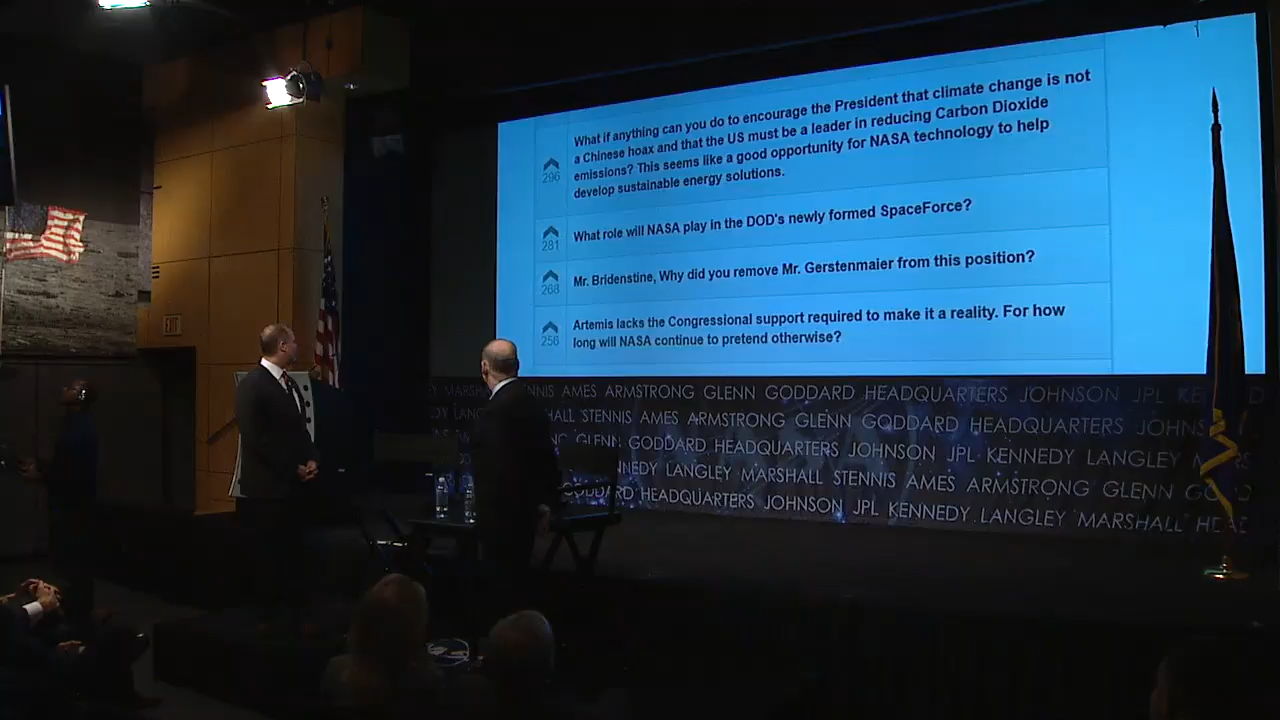 What if anything can you do to encourage the President that climate change is not
a Chinese hoax and that the US must be a leader in reducing Carbon Dioxide
emissions? This seems like a good opportunity for NASA technology to help
develop sustainable energy solutions.
296
What role will NASA play in the DOD's newly formed SpaceForce?
281
Mr. Bridenstine, Why did you remove Mr. Gerstenmaier from this position?
268
Artemis lacks the Congressional support required to make it a reality. For how
long will NASA continue to pretend otherwise?
256
EXIT
AMES ARMSTRONG GLENN GODDARD HEADQUARTERS JOHNSON JPL
STENNIS AMES ARMSTRONG GLENN GODDARD HEADQUARTERS
GLENN GODDARD HEADQUARTERS JOHNSON JPL KENNEDY LANGLEY
LANGLEY MARSHALL STENNIS AMES ARMSTRONG GLENN
GODDARD HEADQUARTERS JOHNSON JPL KENNEDY LANGLEY MARSHALL